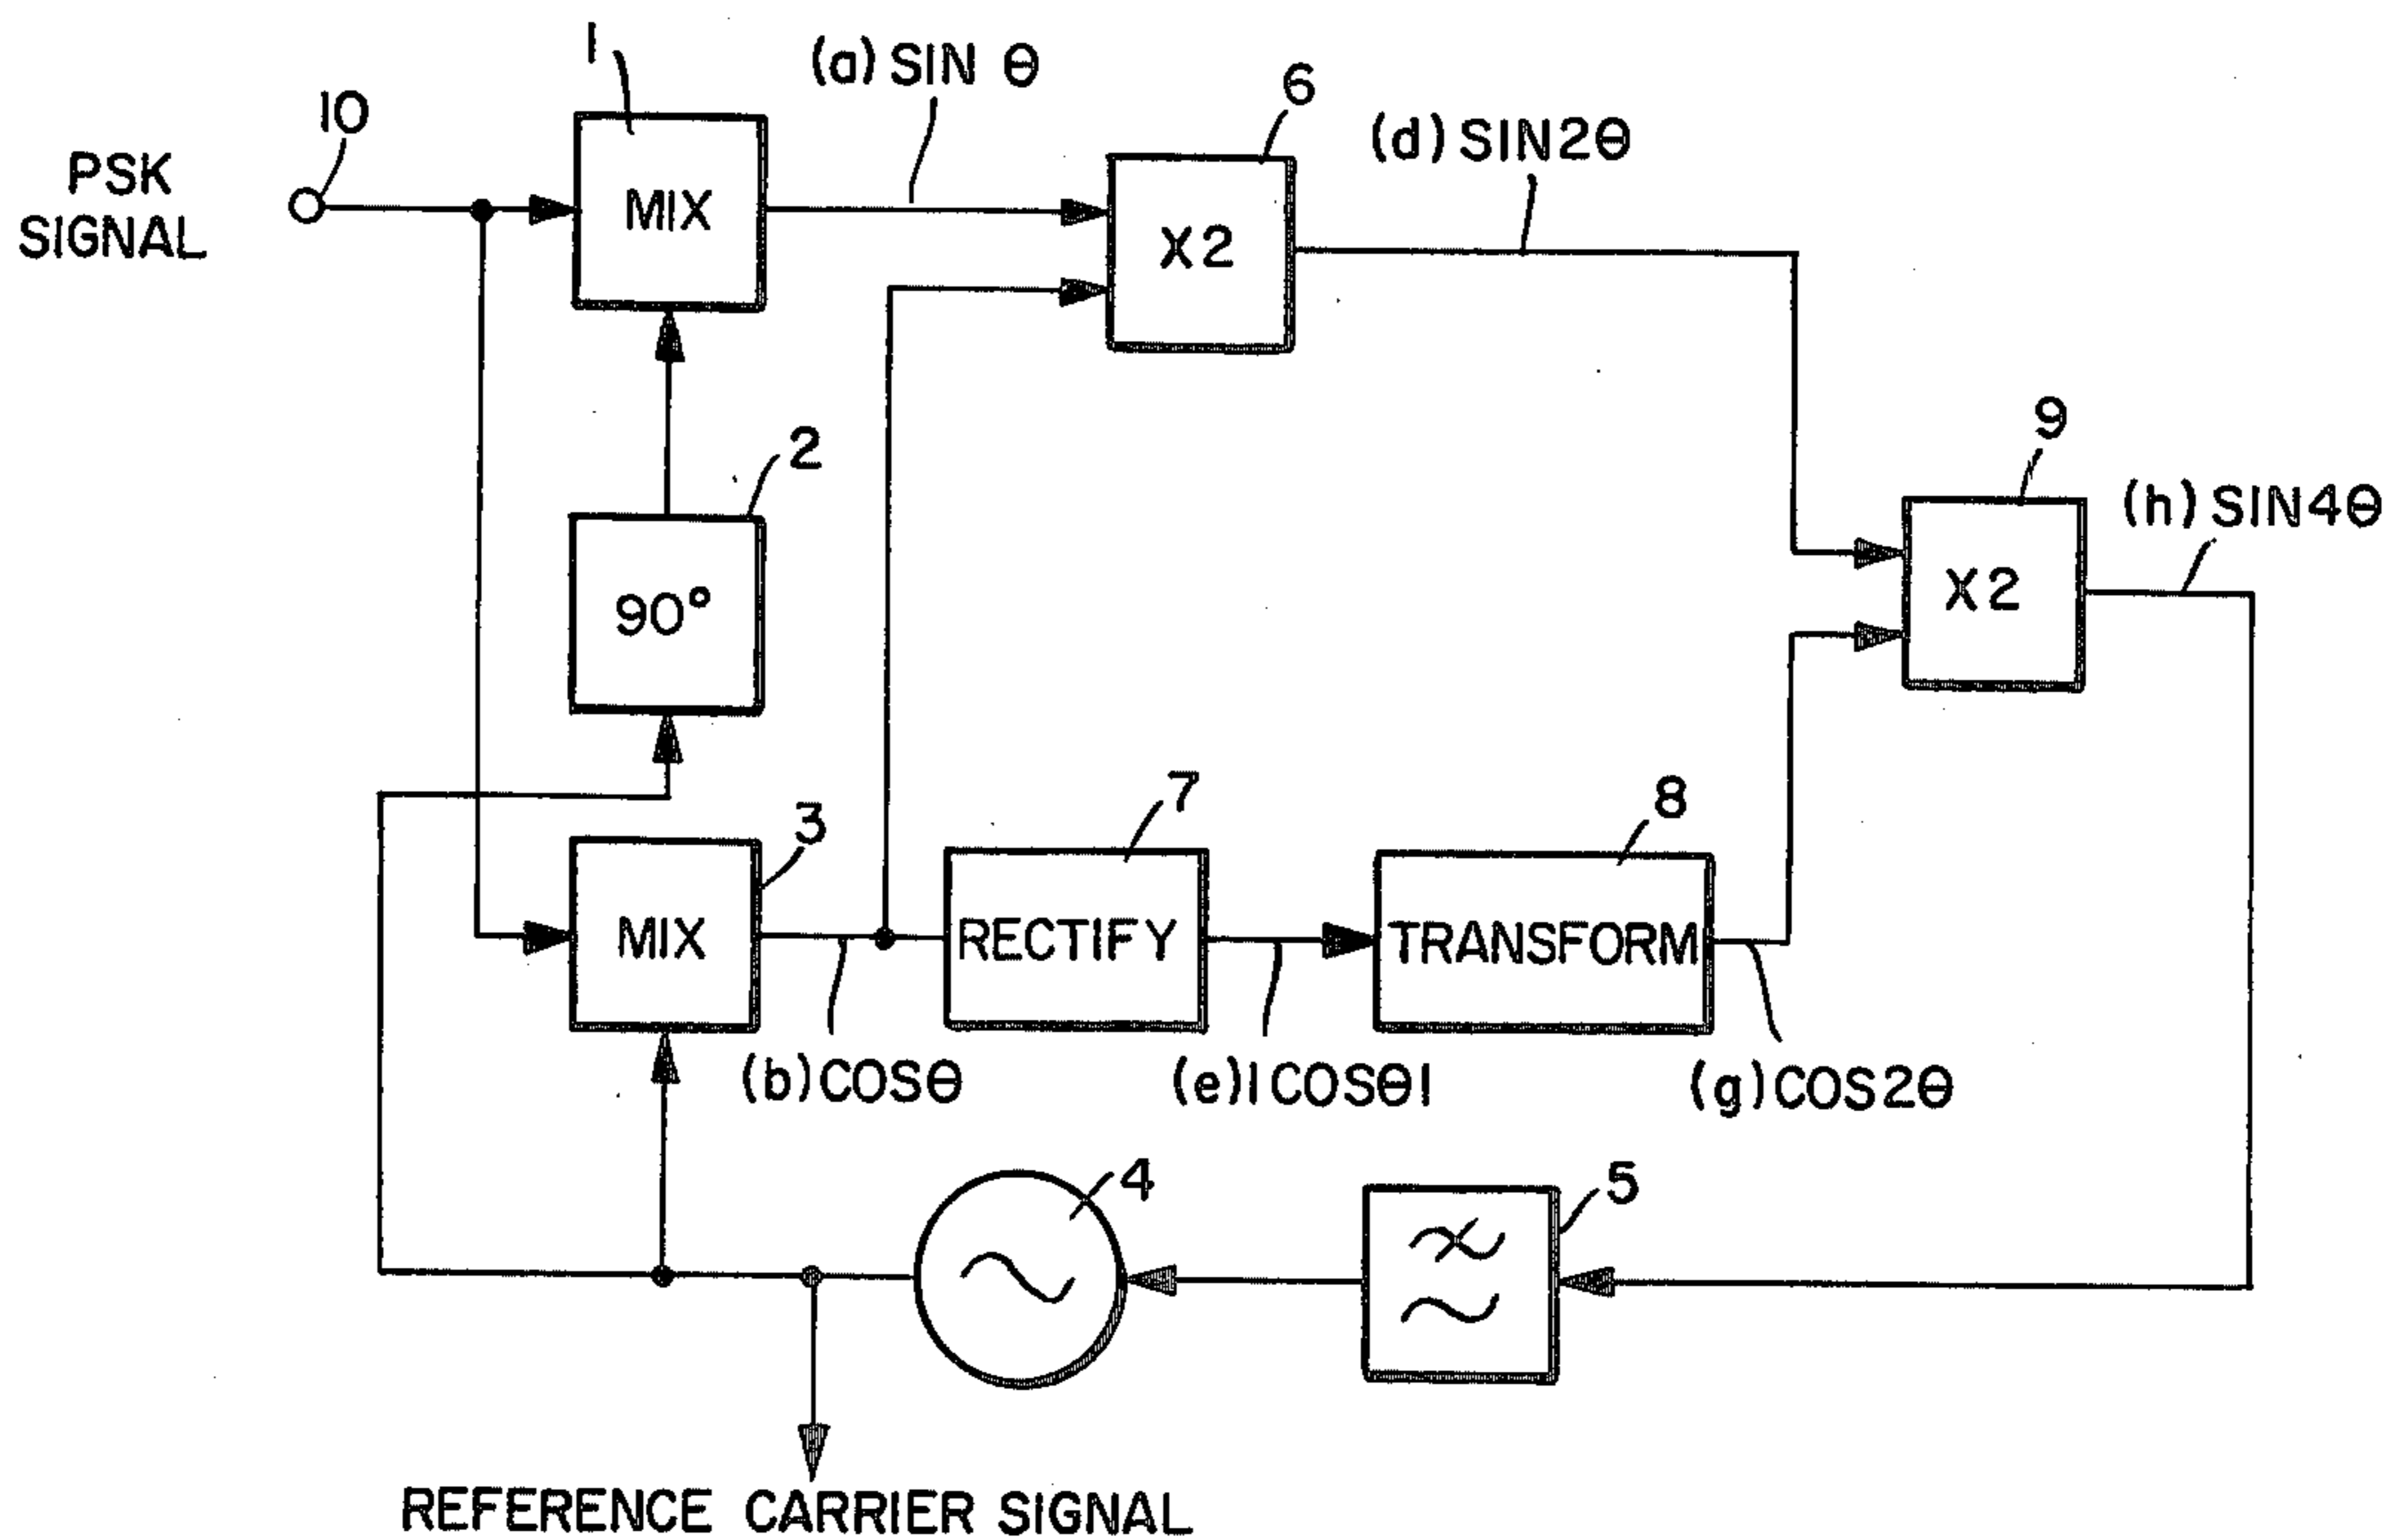 1
(a) SIN θ
6
10
(d) SIN2θ
PSK
SIGNAL
MIX
X2
9
2
(h) SIN4θ
90°
X2
3
7
8
MIX
RECTIFY
TRANSFORM
(b) COSθ
(e) |COSθ|
(g) COS2θ
4
5
REFERENCE CARRIER SIGNAL